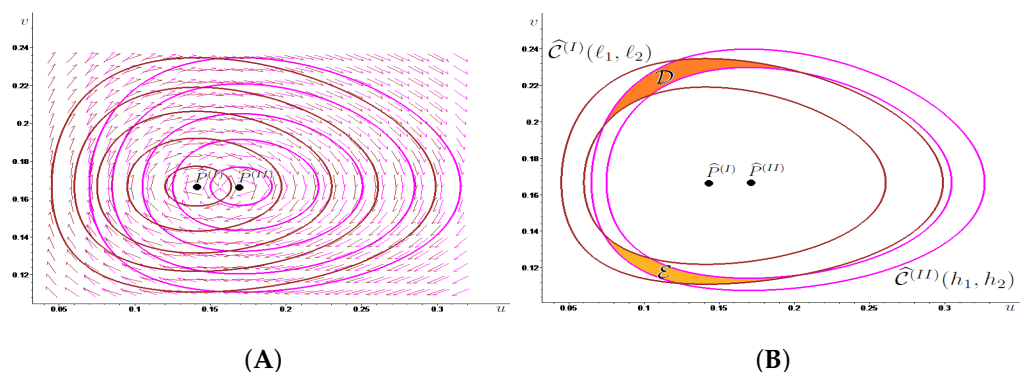 v
0.24
0.22
0.2
0.18
0.16
0.14
0.12
P̂^(I) P̂^(II)
0.05 0.1 0.15 0.2 0.25 0.3 u
(A)
v
0.24
0.22
0.2
0.18
0.16
0.14
0.12
Ĉ^(I)(ℓ₁, ℓ₂)
𝒟
P̂^(I) P̂^(II)
ℰ
Ĉ^(II)(h₁, h₂)
0.05 0.1 0.15 0.2 0.25 0.3 u
(B)